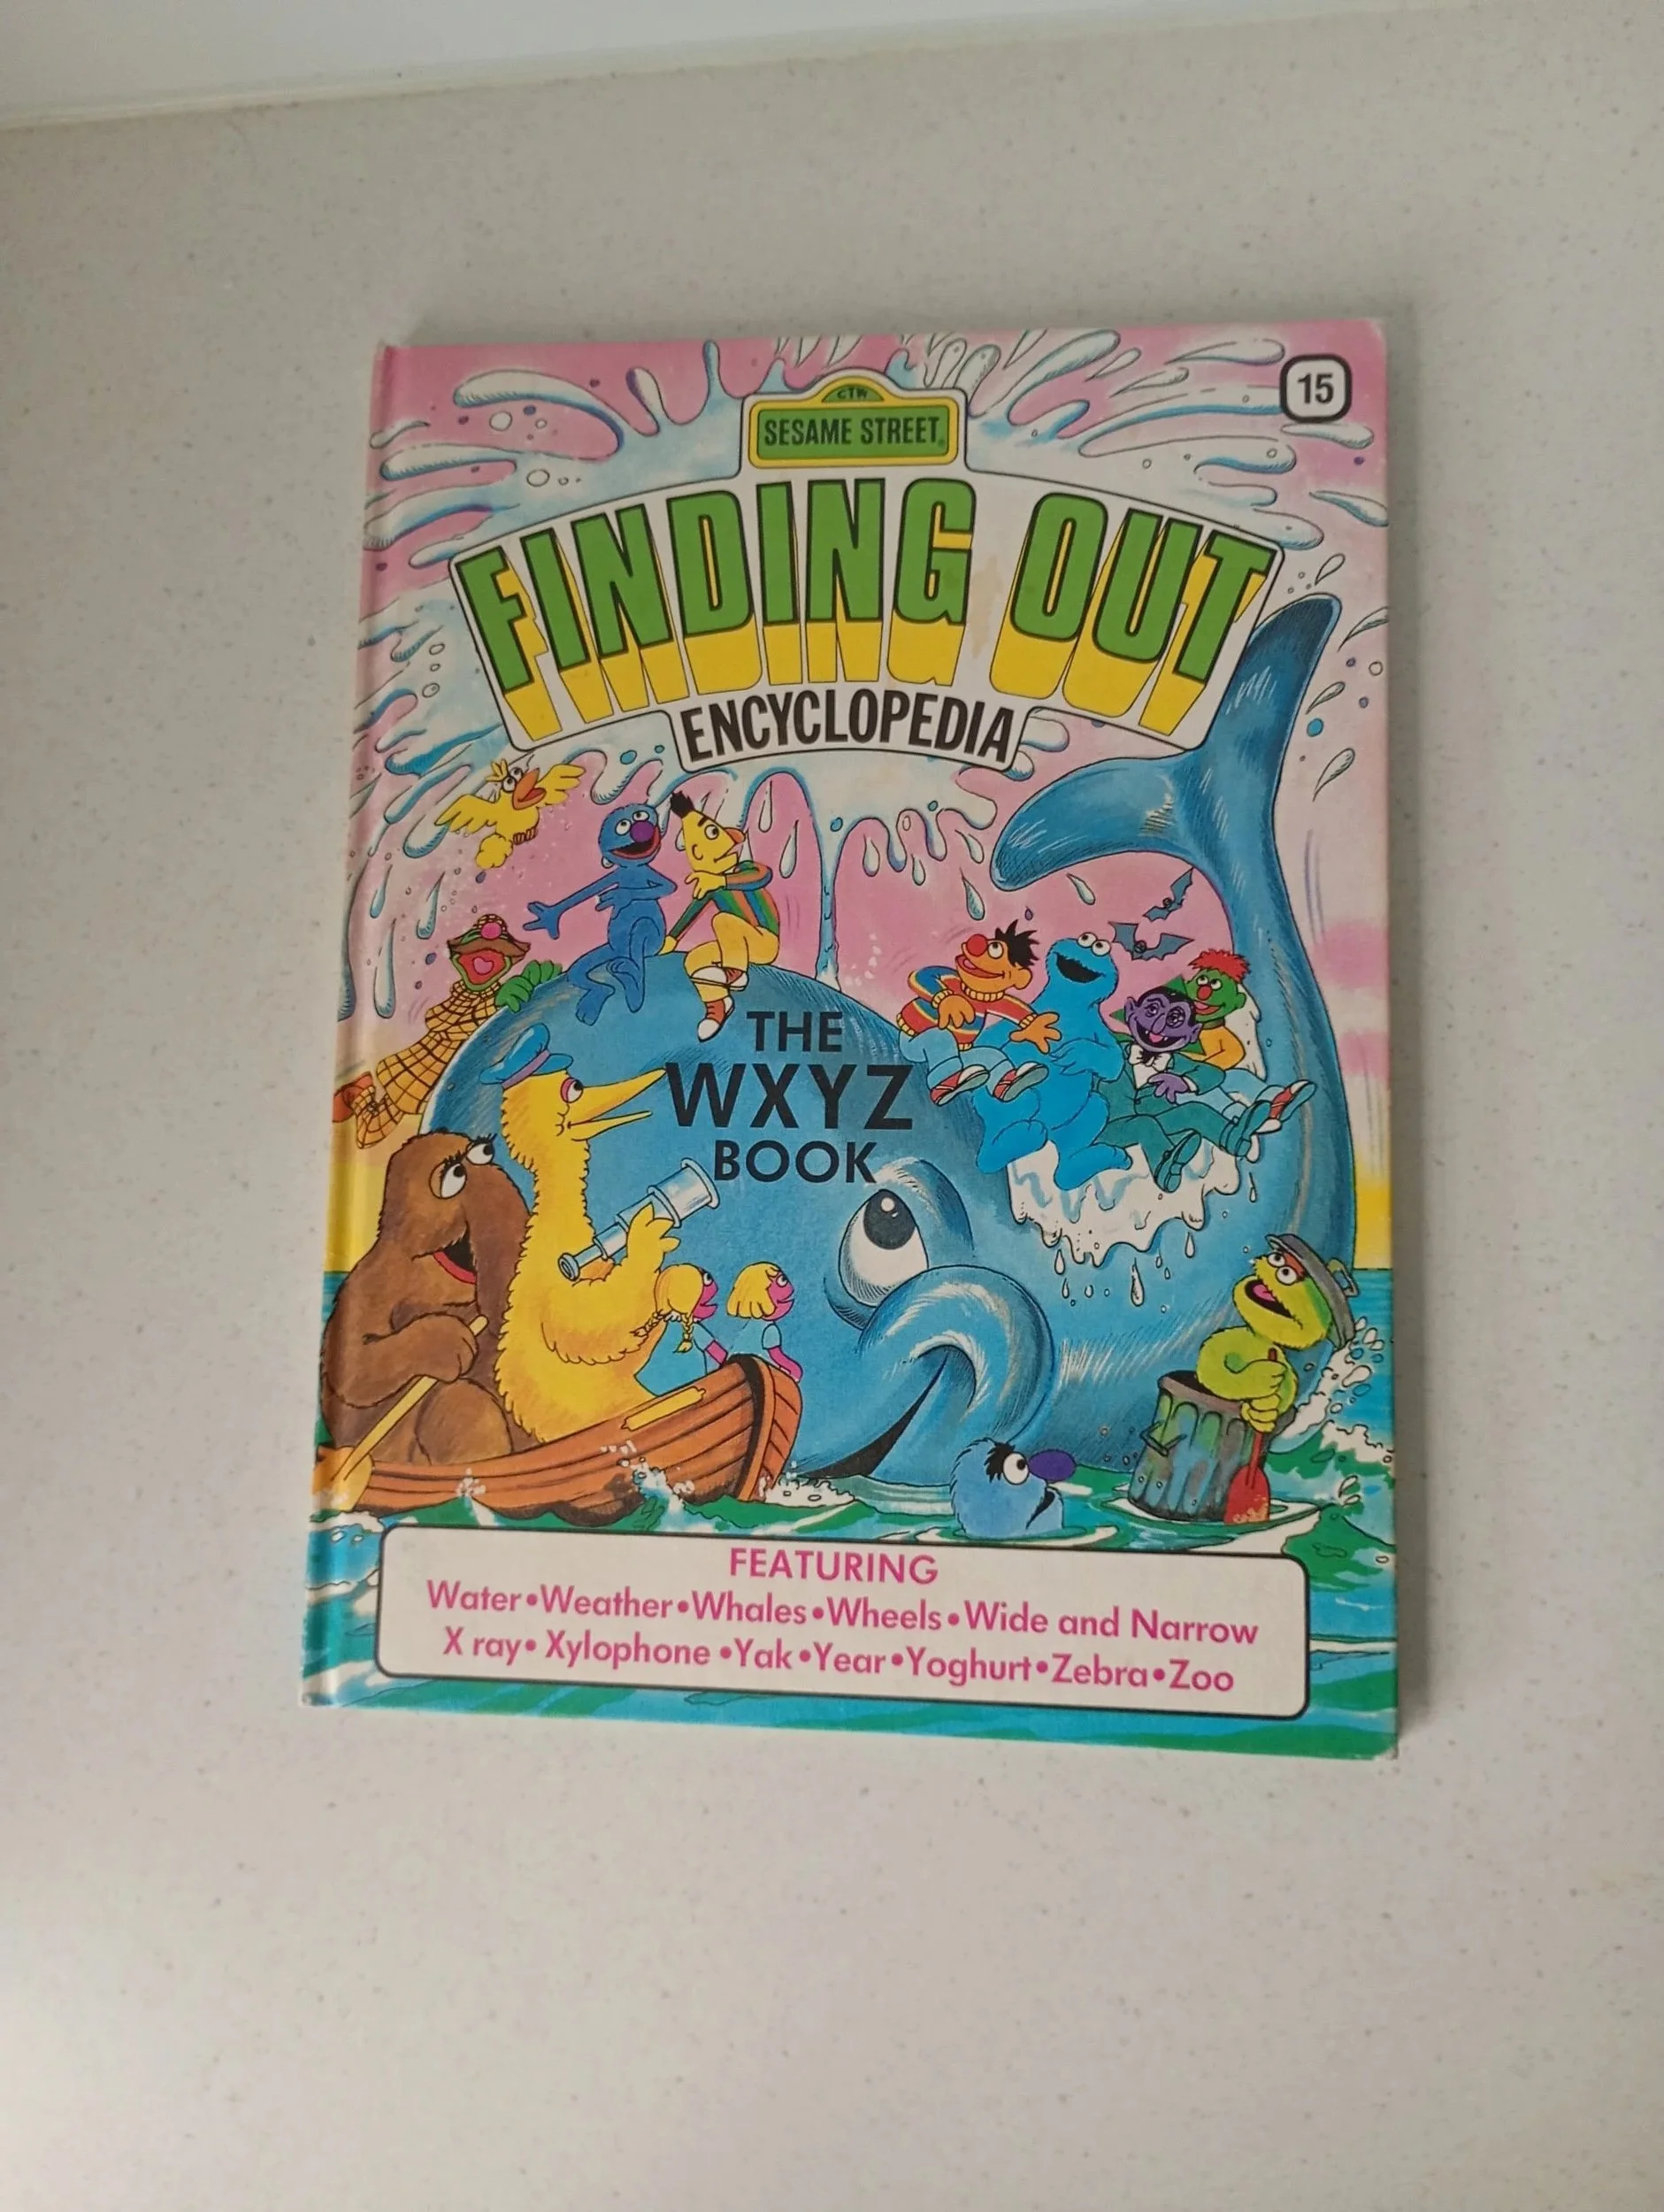 15
CTW
SESAME STREET®
FINDING OUT
ENCYCLOPEDIA
THE
WXYZ
BOOK
FEATURING
Water•Weather•Whales•Wheels•Wide and Narrow
X ray•Xylophone•Yak•Year•Yoghurt•Zebra•Zoo